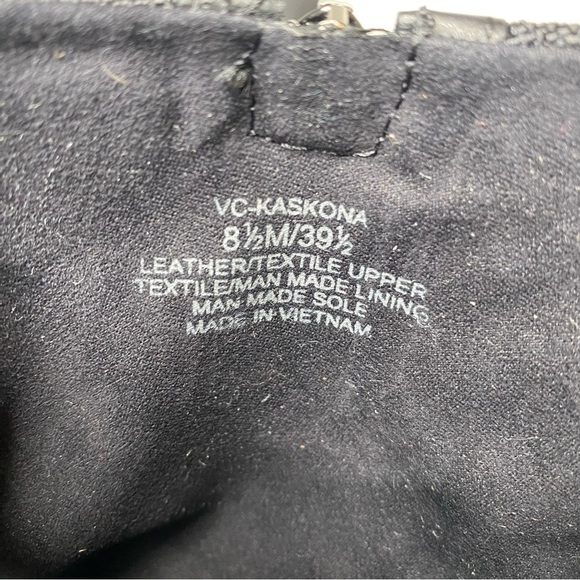 VC-KASKONA
8½M/39½
LEATHER/TEXTILE UPPER
TEXTILE/MAN MADE LINING
MAN MADE SOLE
MADE IN VIETNAM